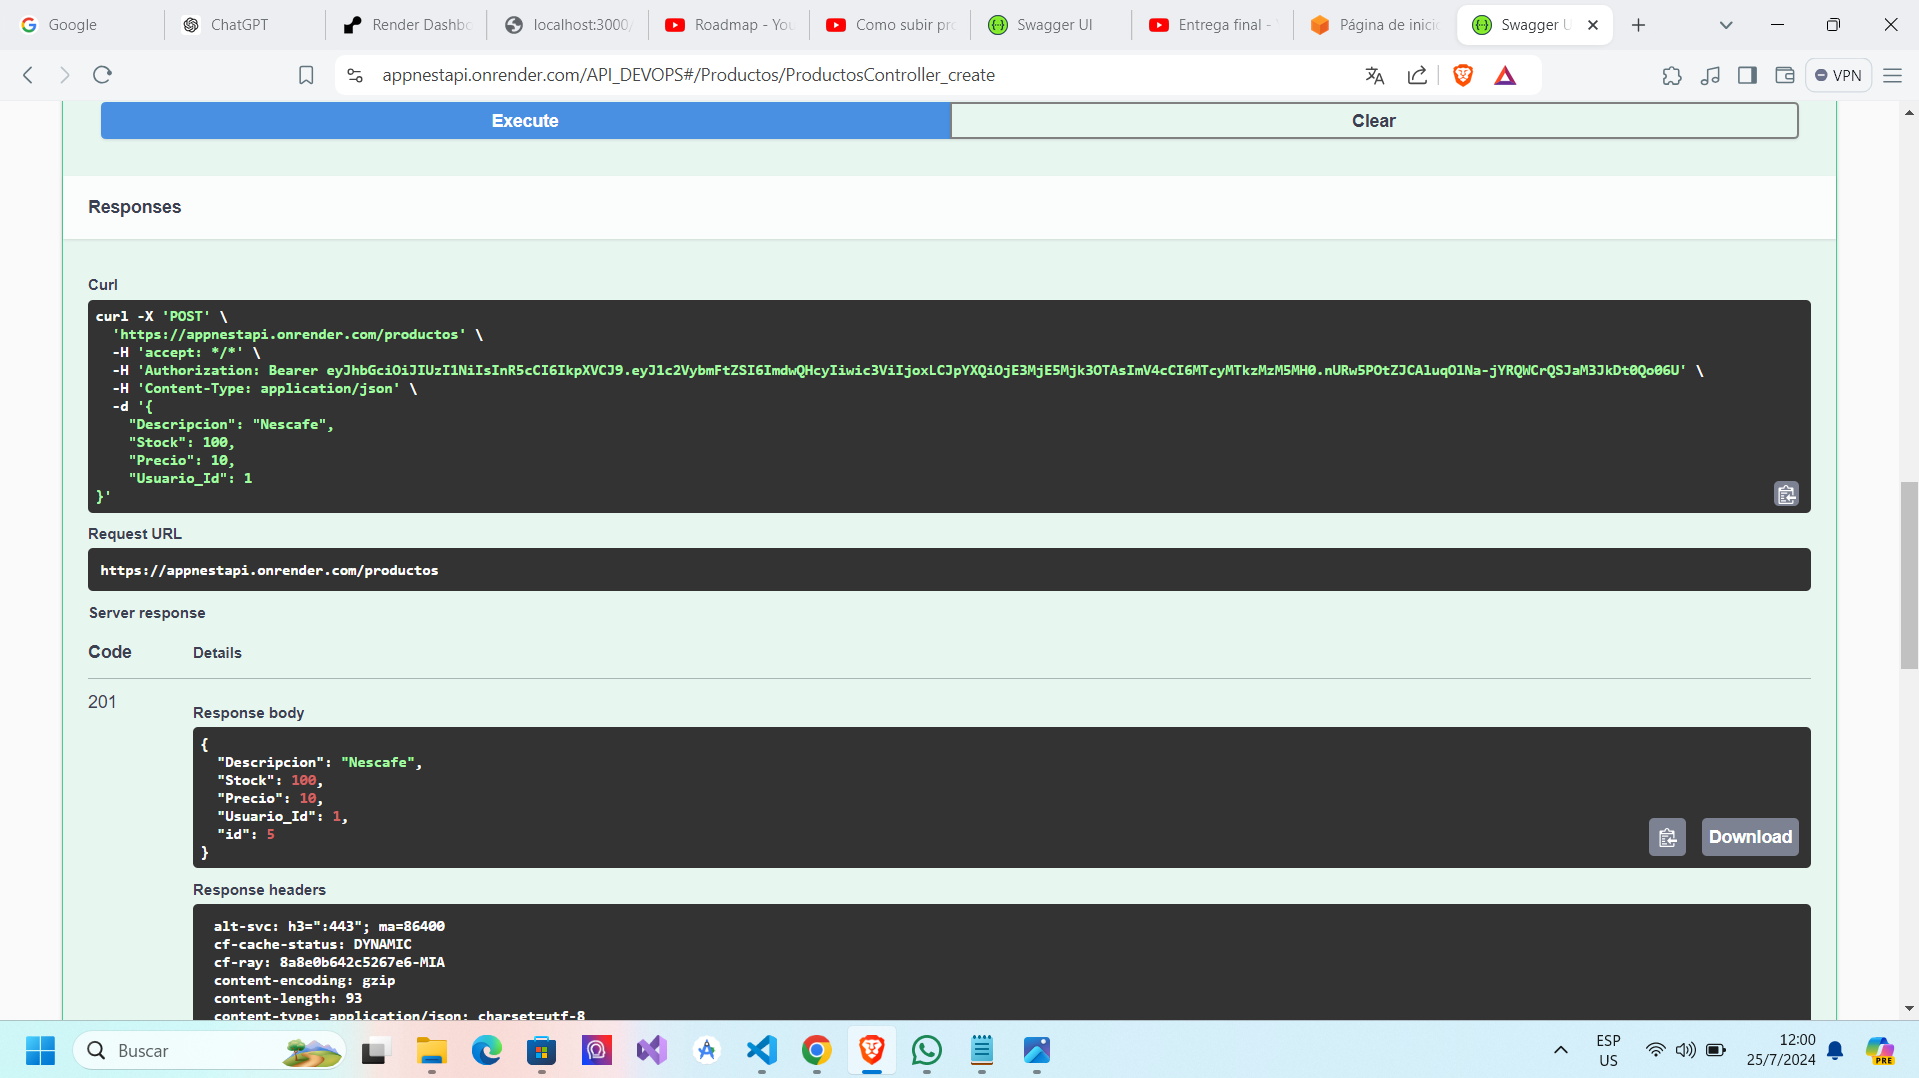 Google
ChatGPT
Render Dashbo
localhost:3000/
Roadmap - You
Como subir pro
Swagger UI
Entrega final - Y
Página de inicio
Swagger U
appnestapi.onrender.com/API_DEVOPS#/Productos/ProductosController_create
VPN
Execute
Clear
Responses
Curl
curl -X 'POST' \
'https://appnestapi.onrender.com/productos' \
-H 'accept: */*' \
-H 'Authorization: Bearer eyJhbGciOiJIUzI1NiIsInR5cCI6IkpXVCJ9.eyJ1c2VybmFtZSI6ImdwQHcyIiwic3ViIjoxLCJpYXQiOjE3MjE5Mjk3OTAsImV4cCI6MTcyMTkzMzM5MH0.nURw5POtZJCAluqOlNa-jYRQWCrQSJaM3JkDt0Qo06U' \
-H 'Content-Type: application/json' \
-d '{
"Descripcion": "Nescafe",
"Stock": 100,
"Precio": 10,
"Usuario_Id": 1
}'
Request URL
https://appnestapi.onrender.com/productos
Server response
Code
Details
201
Response body
{
"Descripcion": "Nescafe",
"Stock": 100,
"Precio": 10,
"Usuario_Id": 1,
"id": 5
}
Download
Response headers
alt-svc: h3=":443"; ma=86400
cf-cache-status: DYNAMIC
cf-ray: 8a8e0b642c5267e6-MIA
content-encoding: gzip
content-length: 93
content-type: application/json; charset=utf-8
Buscar
ESP
US
12:00
25/7/2024
PRE